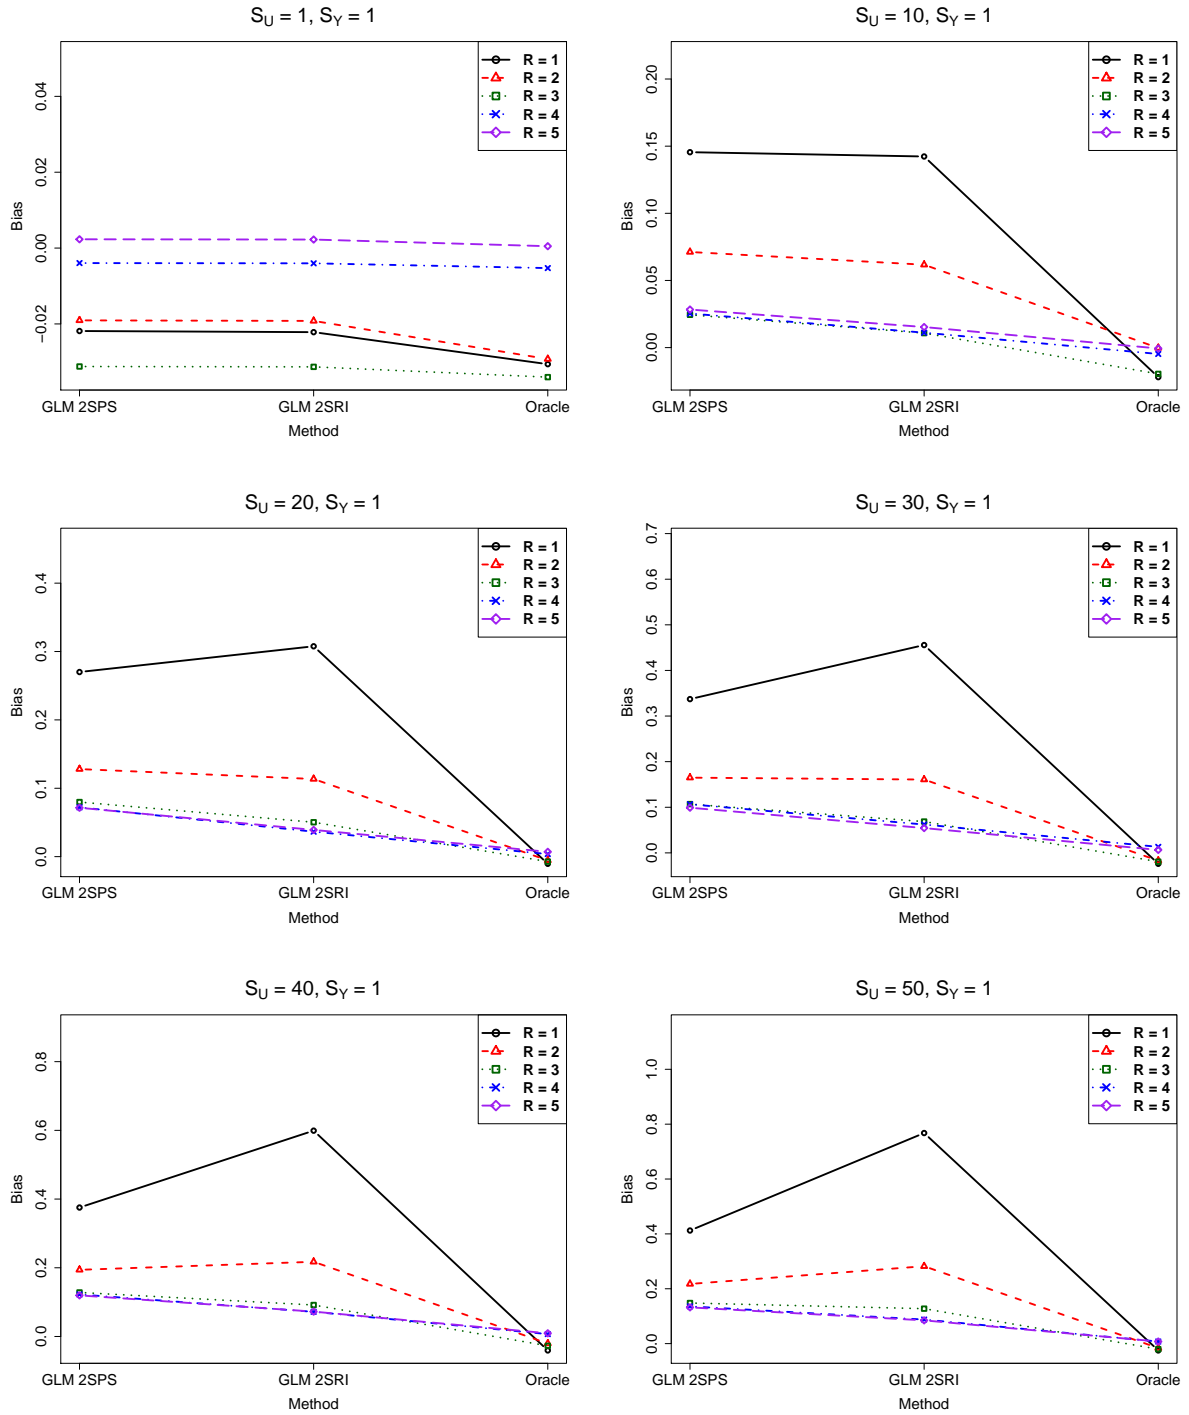 S_U = 1, S_Y = 1
R = 1
R = 2
R = 3
R = 4
R = 5
0.04
0.02
0.00
−0.02
Bias
GLM 2SPS
GLM 2SRI
Oracle
Method
S_U = 10, S_Y = 1
R = 1
R = 2
R = 3
R = 4
R = 5
0.20
0.15
0.10
0.05
0.00
Bias
GLM 2SPS
GLM 2SRI
Oracle
Method
S_U = 20, S_Y = 1
R = 1
R = 2
R = 3
R = 4
R = 5
0.4
0.3
0.2
0.1
0.0
Bias
GLM 2SPS
GLM 2SRI
Oracle
Method
S_U = 30, S_Y = 1
R = 1
R = 2
R = 3
R = 4
R = 5
0.7
0.6
0.5
0.4
0.3
0.2
0.1
0.0
Bias
GLM 2SPS
GLM 2SRI
Oracle
Method
S_U = 40, S_Y = 1
R = 1
R = 2
R = 3
R = 4
R = 5
0.8
0.6
0.4
0.2
0.0
Bias
GLM 2SPS
GLM 2SRI
Oracle
Method
S_U = 50, S_Y = 1
R = 1
R = 2
R = 3
R = 4
R = 5
1.0
0.8
0.6
0.4
0.2
0.0
Bias
GLM 2SPS
GLM 2SRI
Oracle
Method